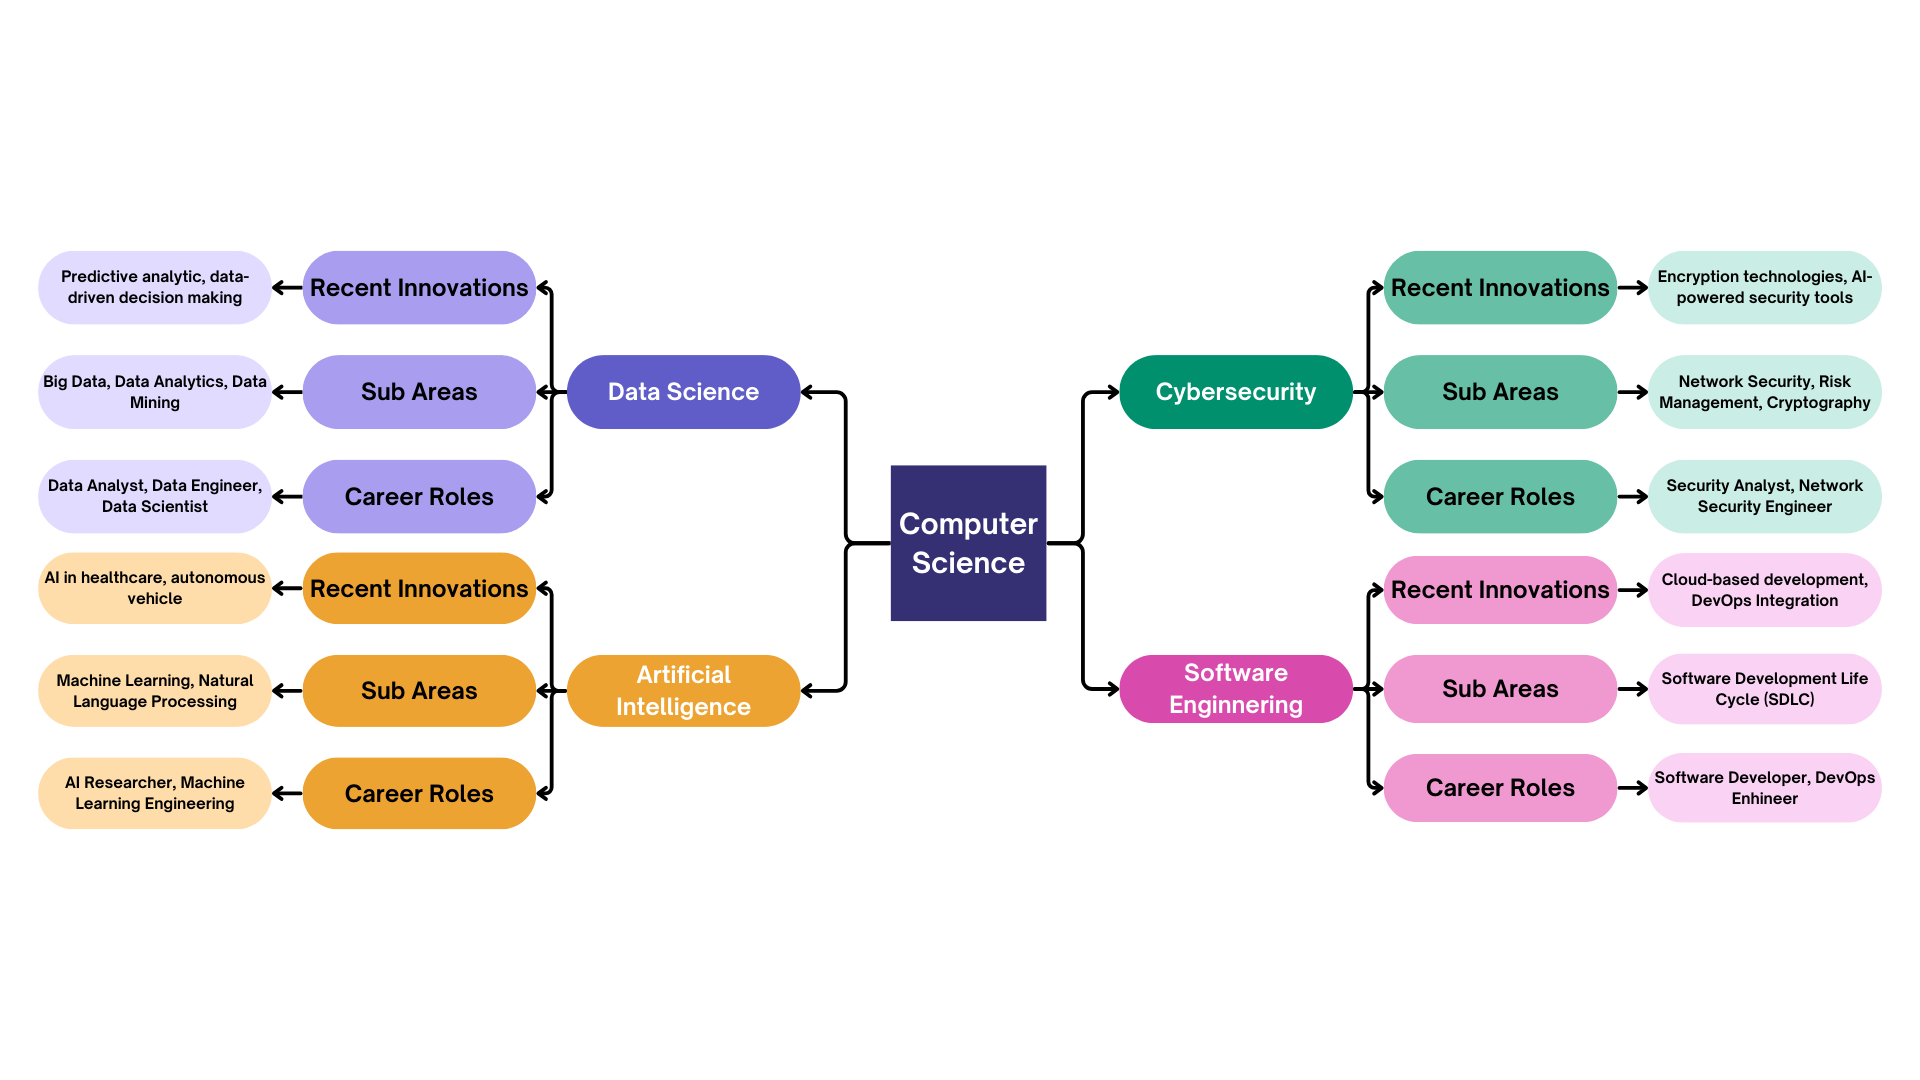 Computer
Science
Data Science
Recent Innovations
Predictive analytic, data-
driven decision making
Sub Areas
Big Data, Data Analytics, Data
Mining
Career Roles
Data Analyst, Data Engineer,
Data Scientist
Artificial
Intelligence
Recent Innovations
AI in healthcare, autonomous
vehicle
Sub Areas
Machine Learning, Natural
Language Processing
Career Roles
AI Researcher, Machine
Learning Engineering
Cybersecurity
Recent Innovations
Encryption technologies, AI-
powered security tools
Sub Areas
Network Security, Risk
Management, Cryptography
Career Roles
Security Analyst, Network
Security Engineer
Software
Enginnering
Recent Innovations
Cloud-based development,
DevOps Integration
Sub Areas
Software Development Life
Cycle (SDLC)
Career Roles
Software Developer, DevOps
Enhineer